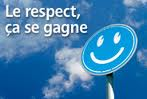 Le respect,
ça se gagne